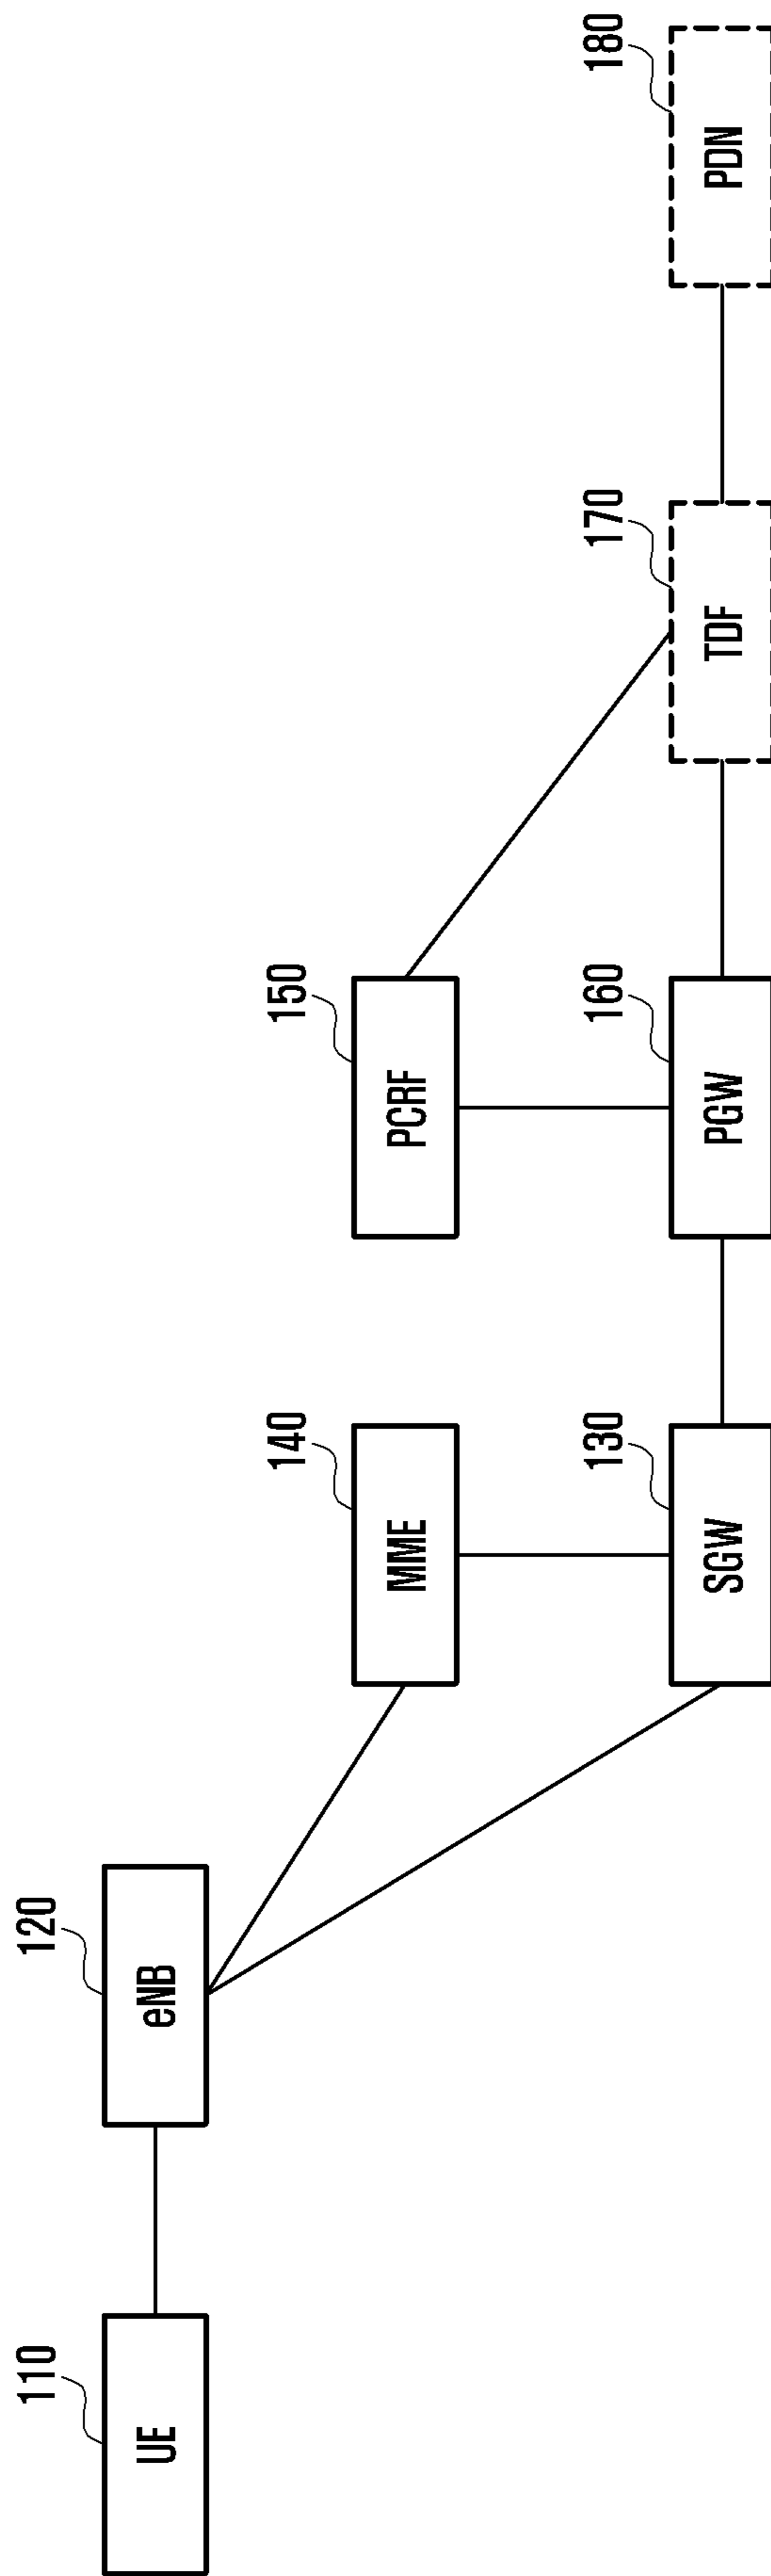 110
UE
120
eNB
140
MME
130
SGW
150
PCRF
160
PGW
170
TDF
180
PDN